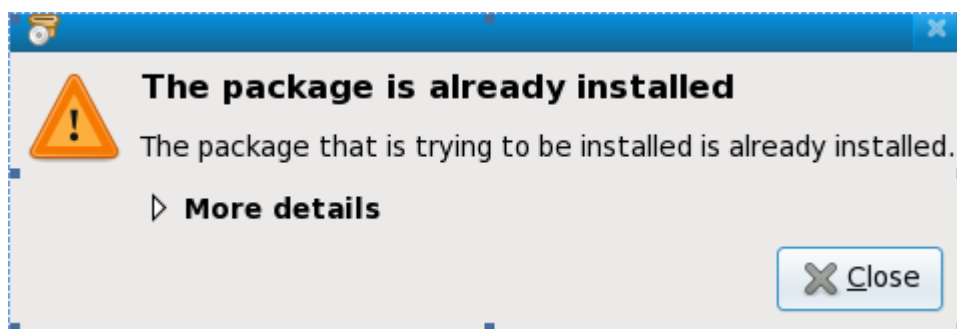 The package is already installed
The package that is trying to be installed is already installed.
More details
Close